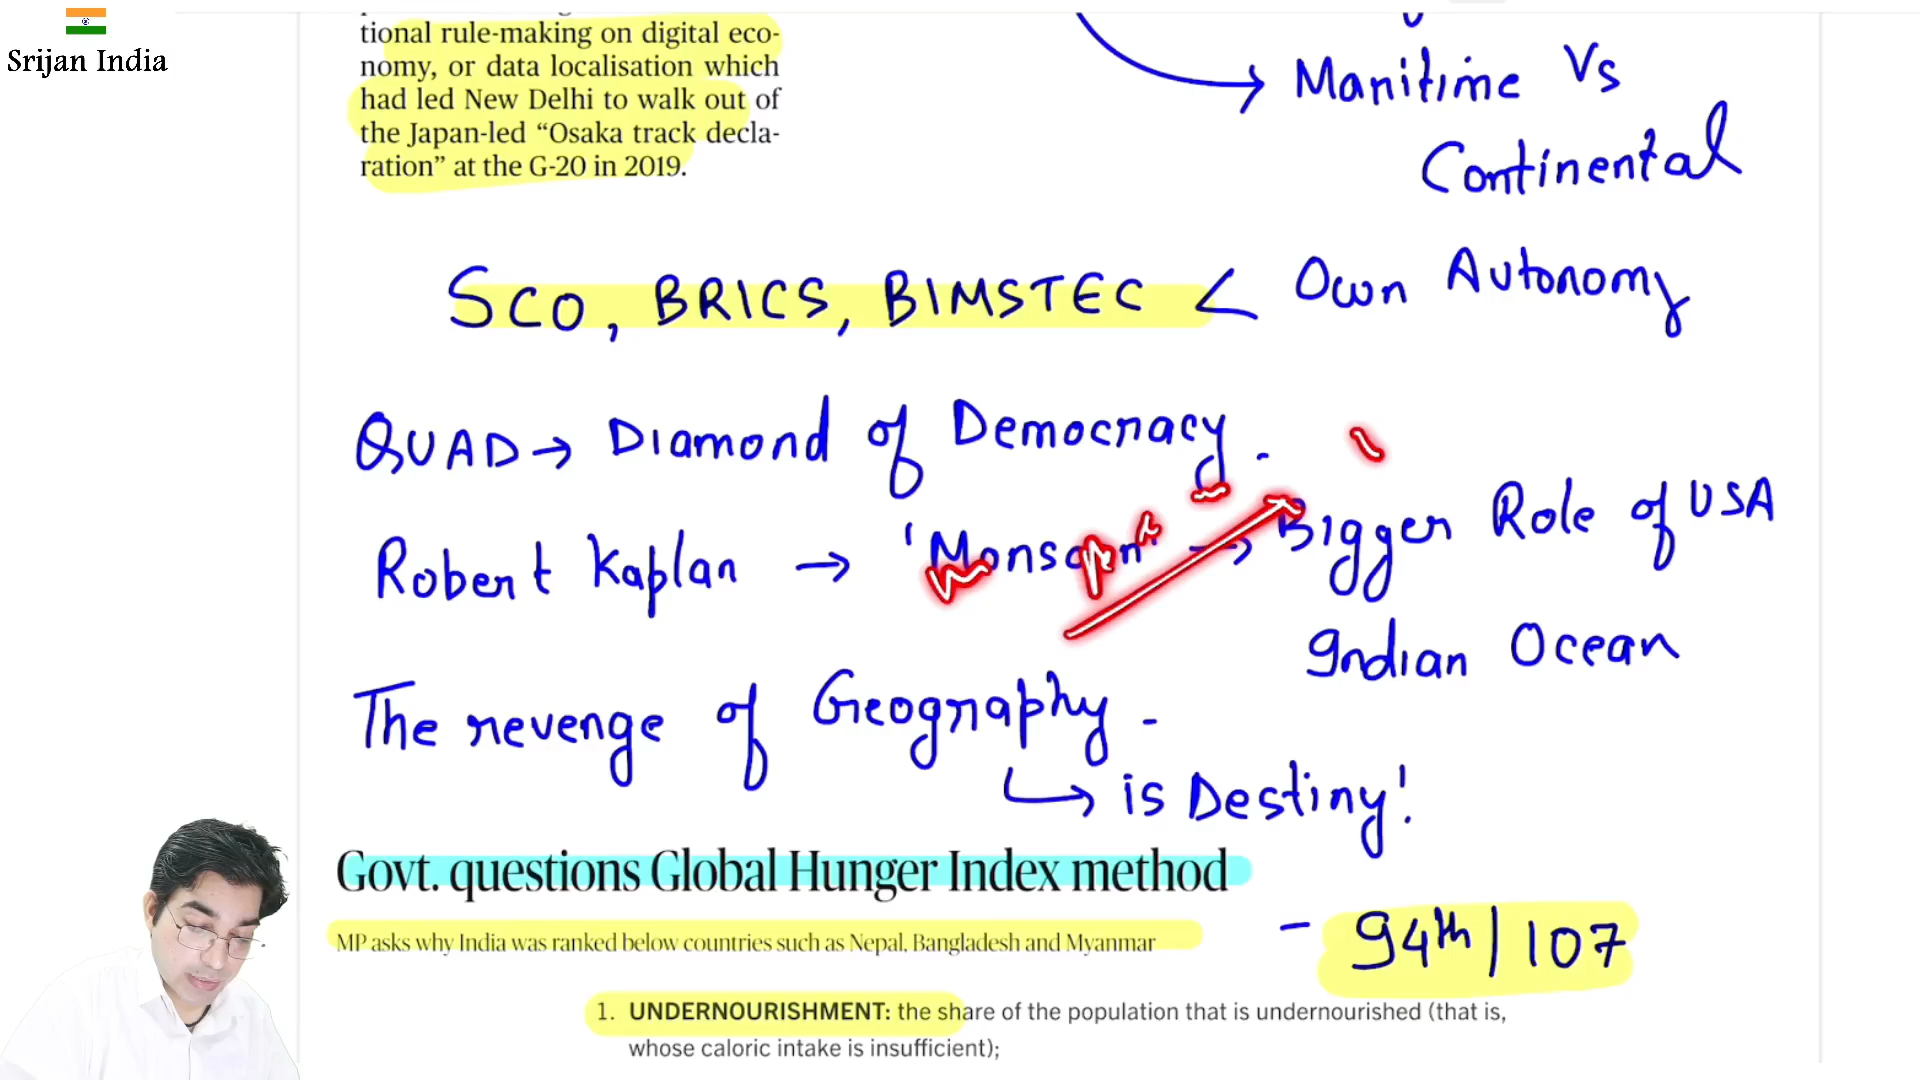 Srijan India
tional rule-making on digital eco-
nomy, or data localisation which
had led New Delhi to walk out of
the Japan-led “Osaka track decla-
ration” at the G-20 in 2019.
Maritime Vs
Continental
SCO, BRICS, BIMSTEC < Own Autonomy
QUAD → Diamond of Democracy.
Robert Kaplan → 'Monsoon" → Bigger Role of USA
Indian Ocean
The revenge of Geography.
↳ is Destiny!
Govt. questions Global Hunger Index method
MP asks why India was ranked below countries such as Nepal, Bangladesh and Myanmar
- 94th | 107
1. UNDERNOURISHMENT: the share of the population that is undernourished (that is,
whose caloric intake is insufficient);